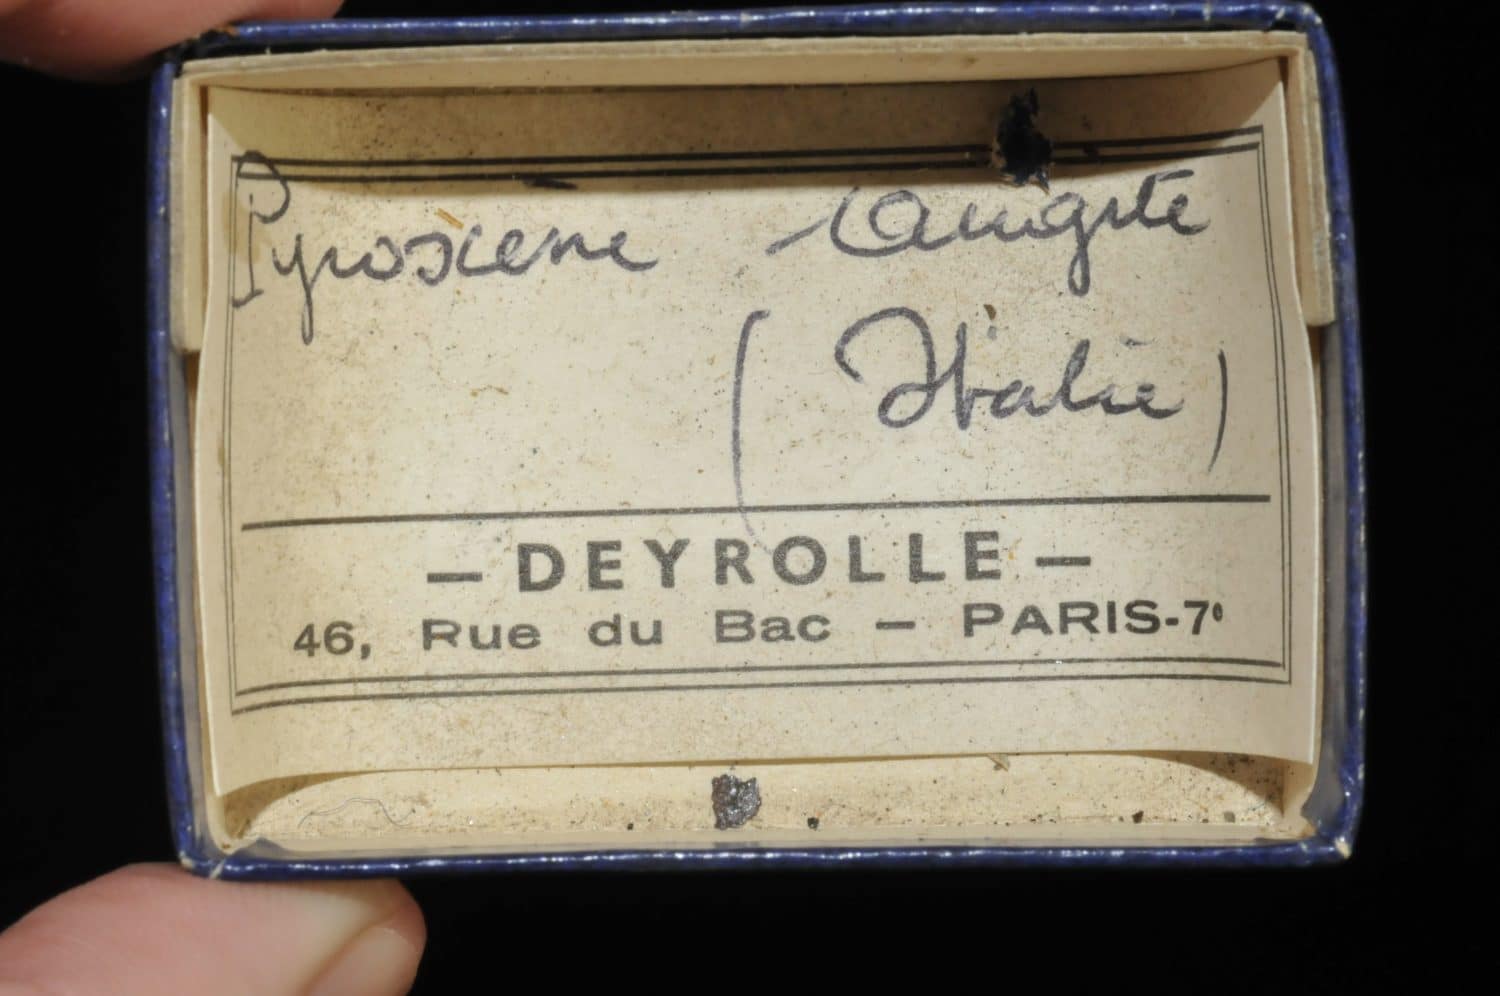 Pyroxene - Augite
(Italie)
— DEYROLLE —
46, Rue du Bac — PARIS-7e